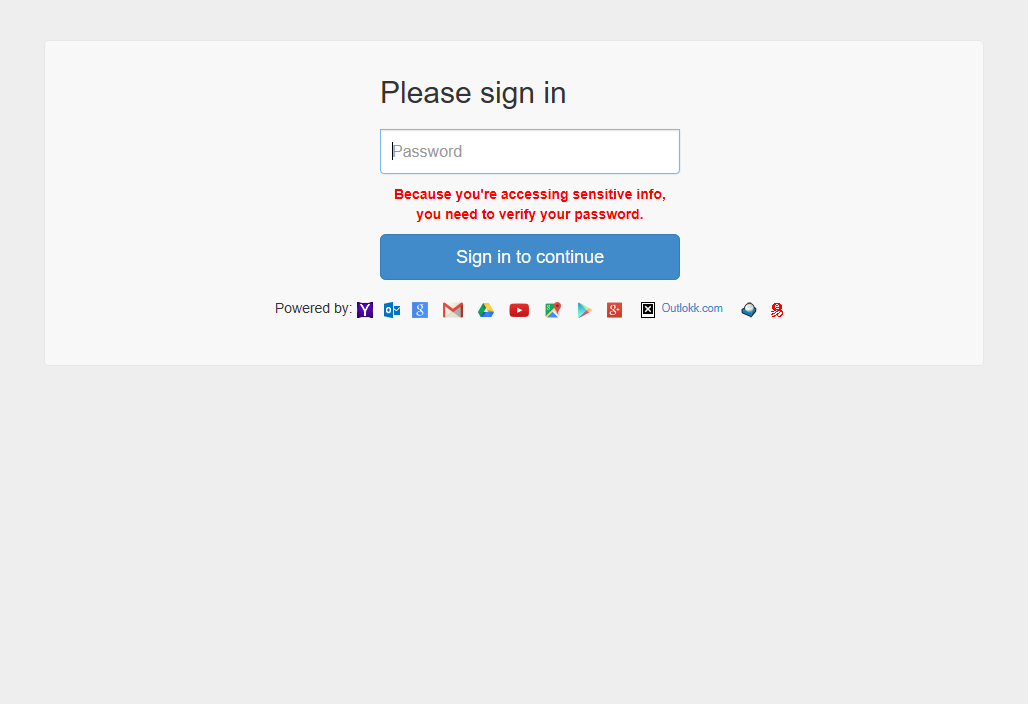 Please sign in
Password
Because you're accessing sensitive info,
you need to verify your password.
Sign in to continue
Powered by: Outlokk.com